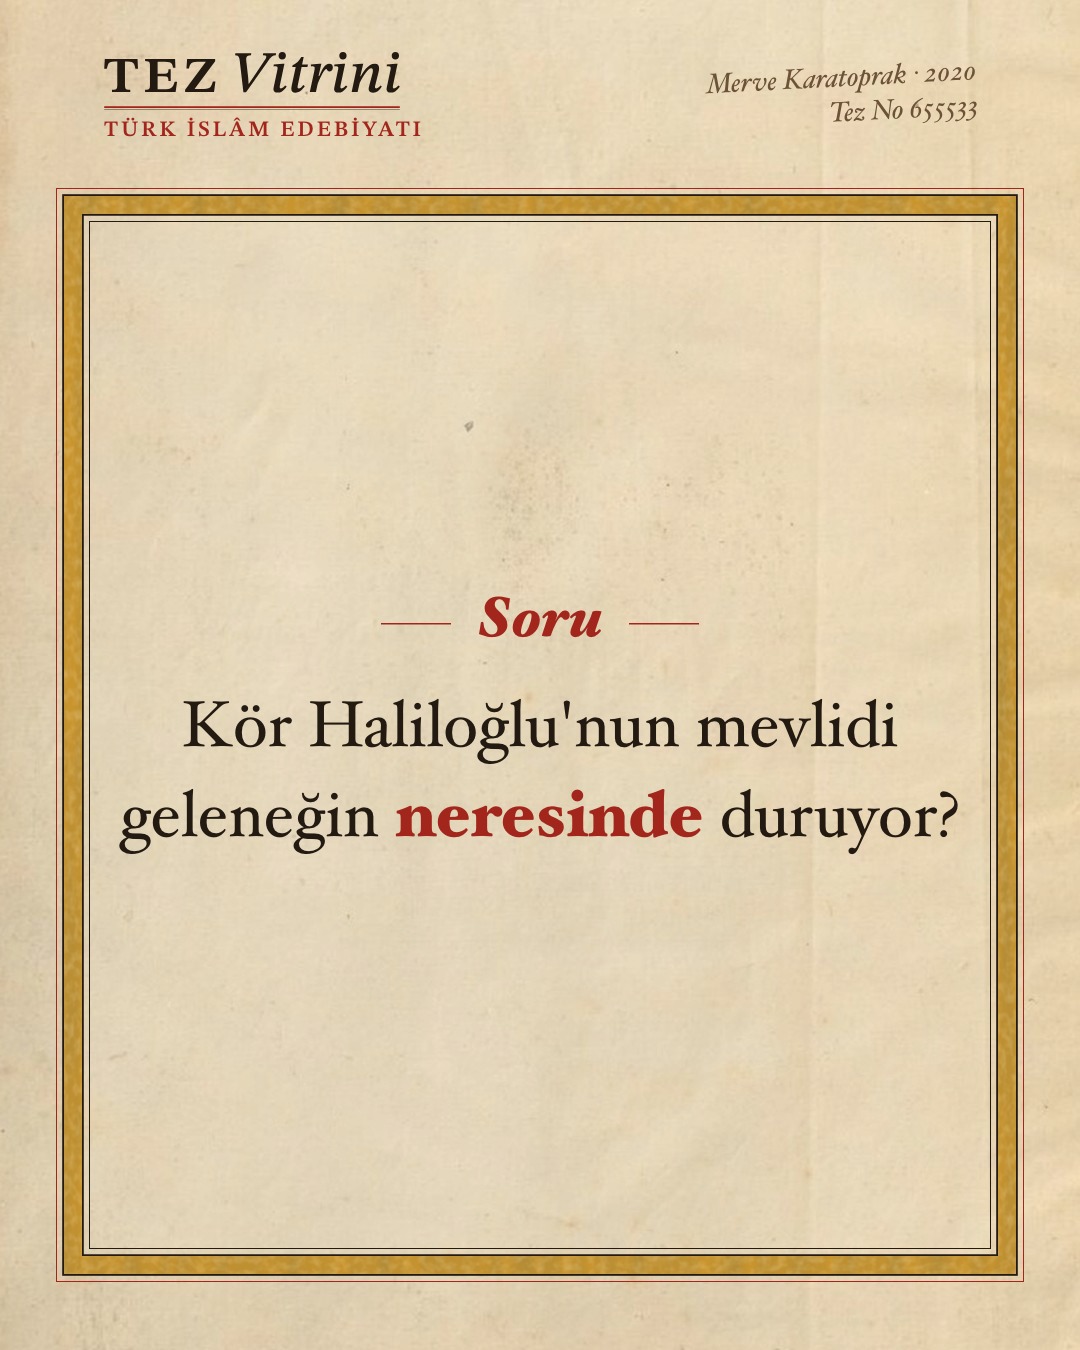 TEZ Vitrini
TÜRK İSLÂM EDEBİYATI
Merve Karatoprak · 2020
Tez No 655533
Soru
Kör Haliloğlu'nun mevlidi
geleneğin neresinde duruyor?